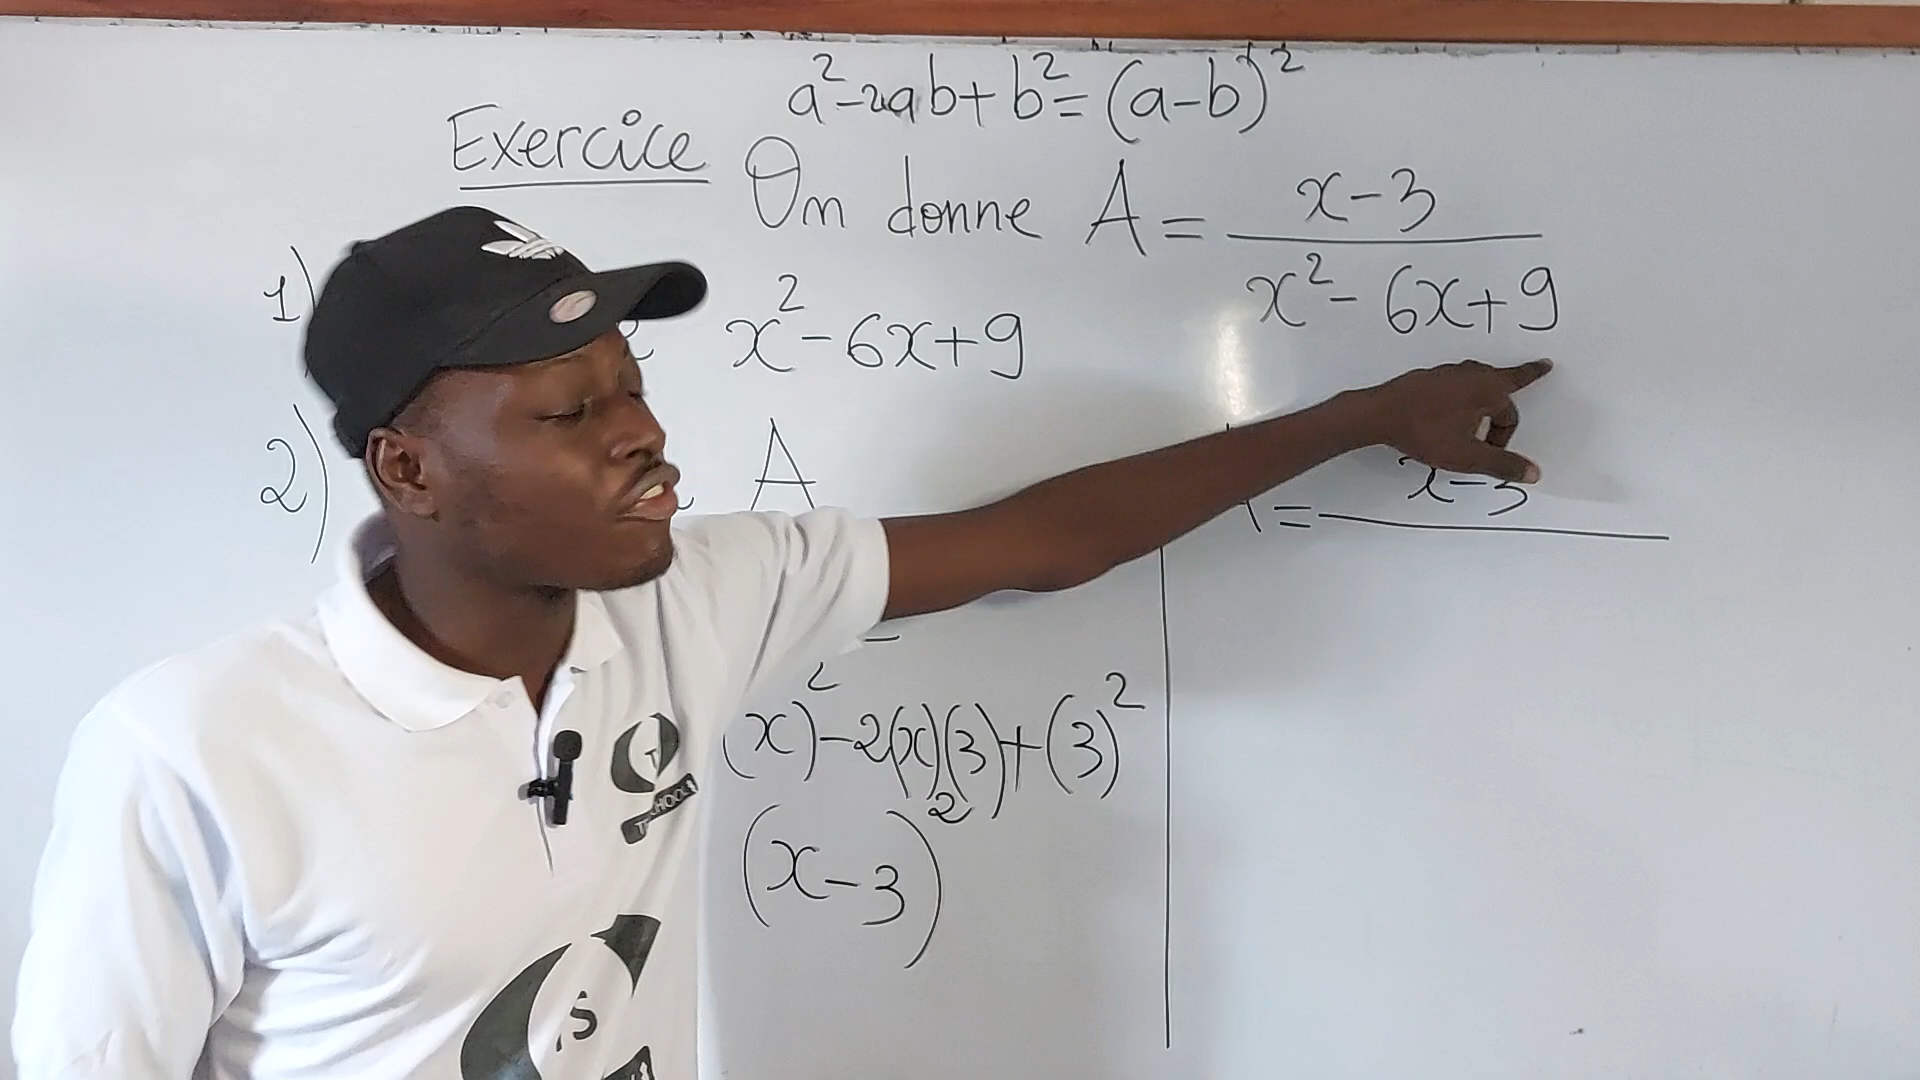 a² - 2ab + b² = (a - b)²
Exercice On donne A = (x - 3) / (x² - 6x + 9)
1) x² - 6x + 9
2) A
= x - 3
(x)² - 2(x)(3) + (3)²
(x - 3)²
T
S